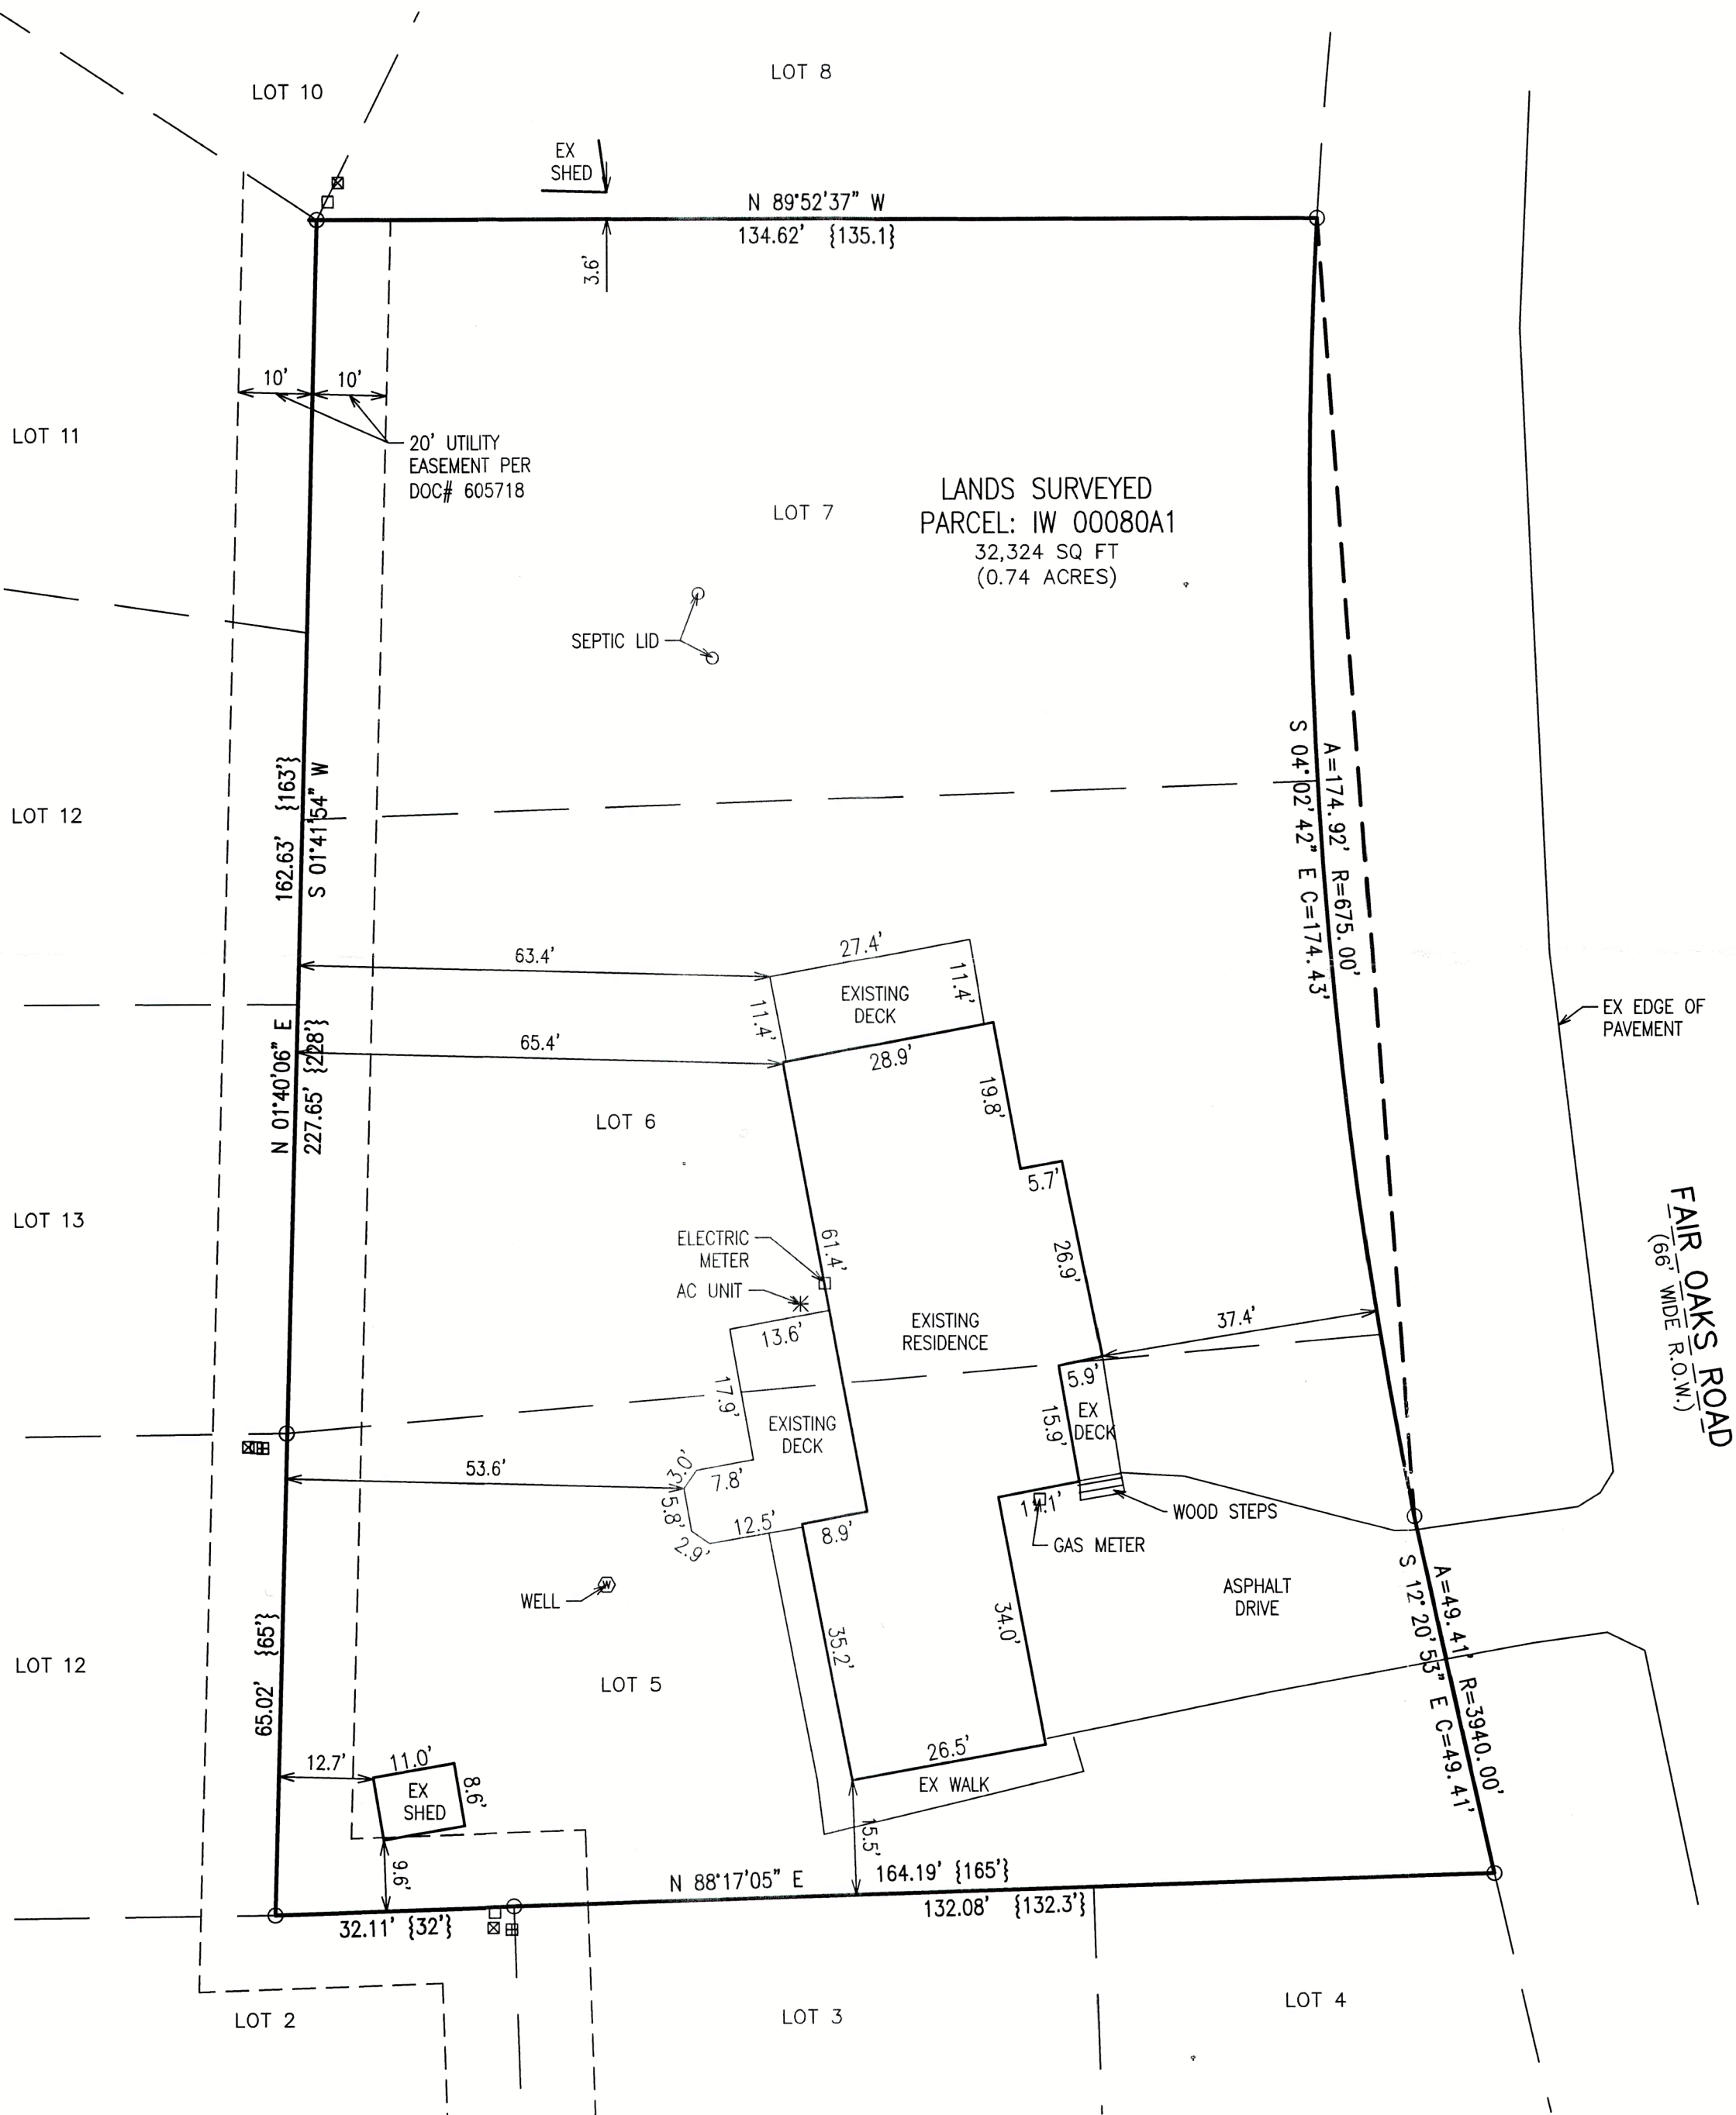 LOT 10
LOT 8
EX
SHED
N 89°52'37" W
134.62' {135.1}
3.6'
10'
10'
LOT 11
20' UTILITY
EASEMENT PER
DOC# 605718
LANDS SURVEYED
LOT 7
PARCEL: IW 00080A1
32,324 SQ FT
(0.74 ACRES)
SEPTIC LID
162.63' {163'}
S 01°41'54" W
LOT 12
A=174.92' R=675.00'
S 04°02'42" E C=174.43'
63.4'
27.4'
11.4'
11.4'
EXISTING
DECK
EX EDGE OF
PAVEMENT
N 01°40'06" E
227.65' {228'}
65.4'
28.9'
19.8'
LOT 6
5.7'
LOT 13
FAIR OAKS ROAD
(66' WIDE R.O.W.)
ELECTRIC
METER
61.4'
26.9'
AC UNIT
13.6'
EXISTING
RESIDENCE
37.4'
5.9'
17.9'
EXISTING
DECK
15.9'
EX
DECK
53.6'
3.0'
7.8'
5.8'
2.9'
12.5'
8.9'
WOOD STEPS
GAS METER
WELL
W
ASPHALT
DRIVE
A=49.41' R=3940.00'
S 12°20'53" E C=49.41'
34.0'
35.2'
LOT 12
65.02' {65'}
LOT 5
12.7'
11.0'
EX
SHED
8.6'
26.5'
EX WALK
15.5'
9.6'
N 88°17'05" E
164.19' {165'}
32.11' {32'}
132.08' {132.3'}
LOT 2
LOT 3
LOT 4